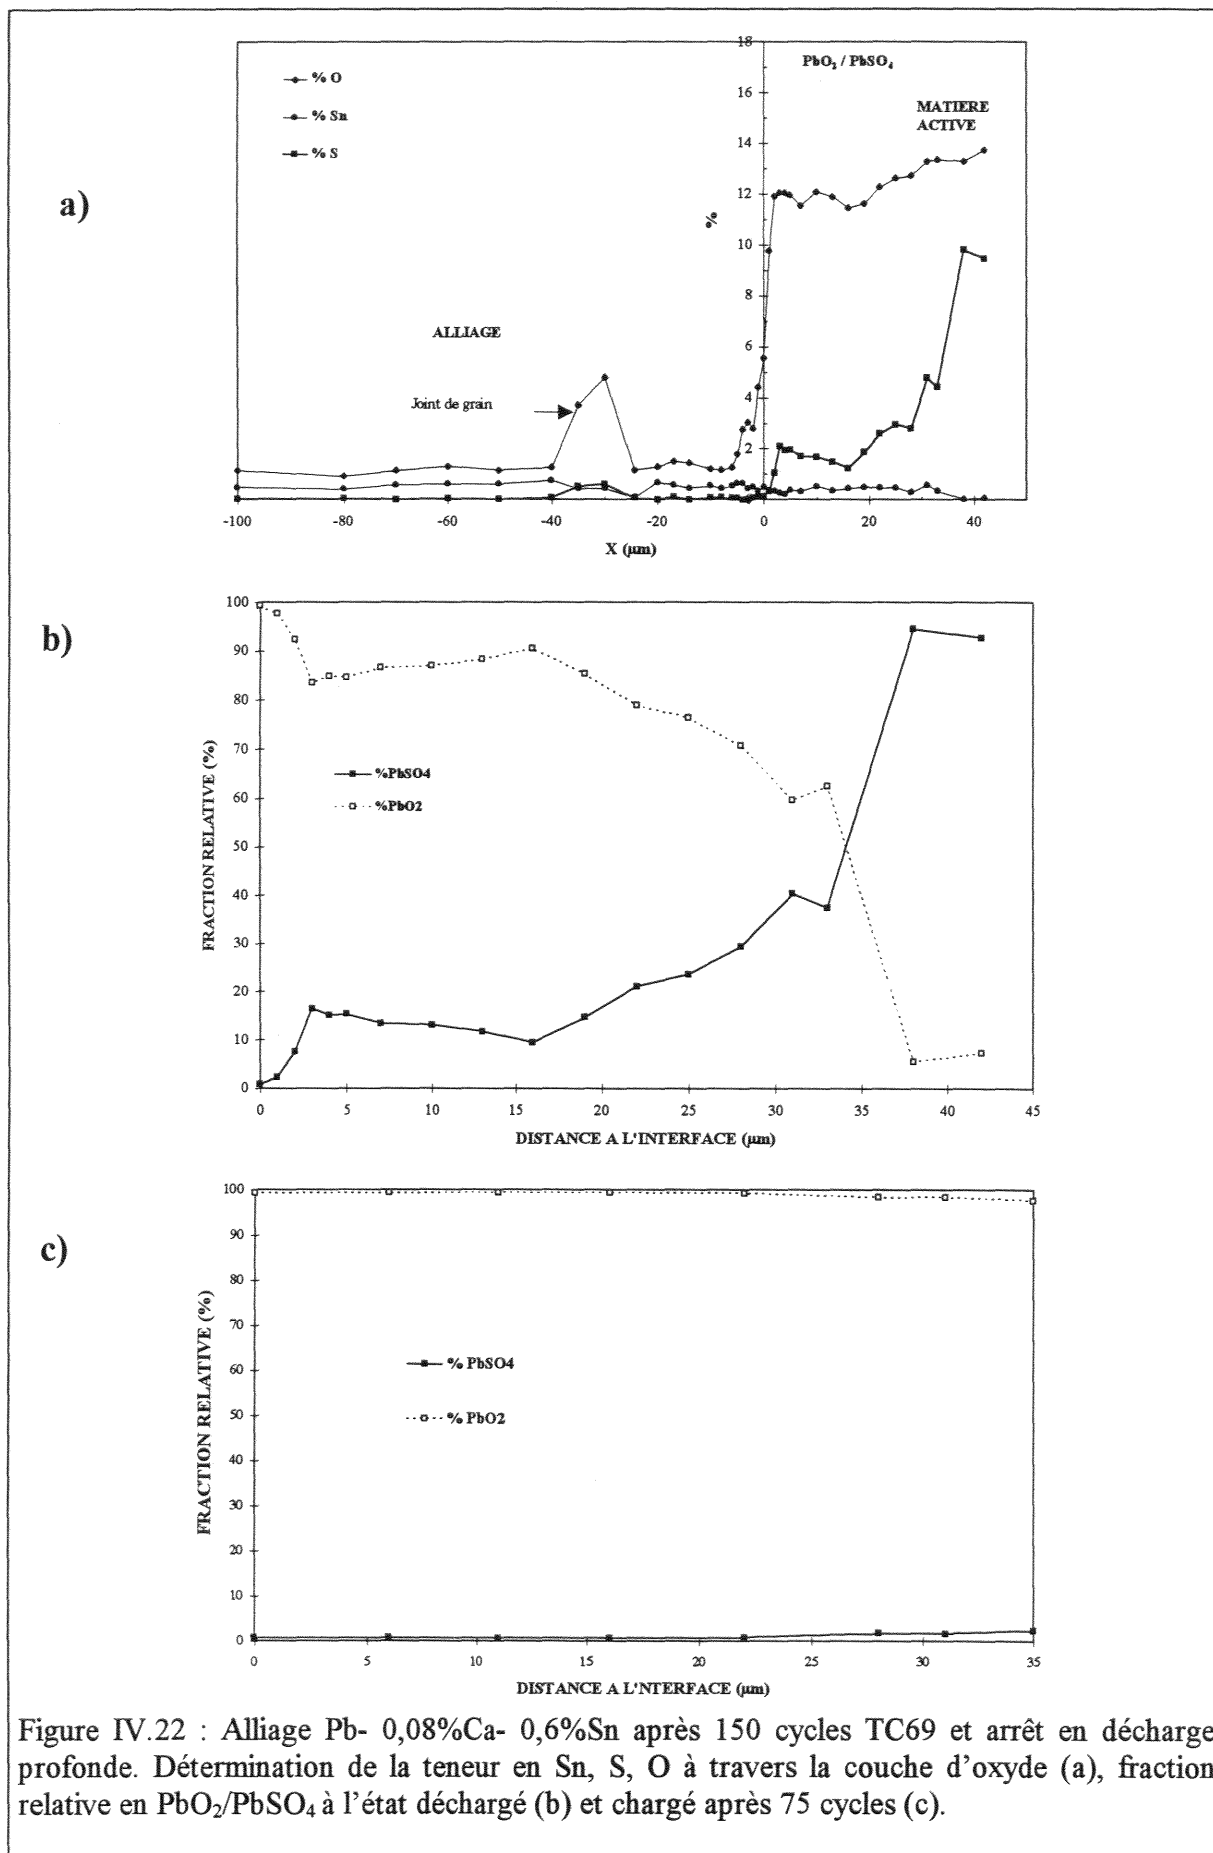 a)
% O
% Sn
% S
PbO₂ / PbSO₄
MATIERE
ACTIVE
ALLIAGE
Joint de grain
%
18
16
14
12
10
8
6
4
2
-100 -80 -60 -40 -20 0 20 40
X (µm)
b)
FRACTION RELATIVE (%)
100
90
80
70
60
50
40
30
20
10
0
%PbSO4
%PbO2
0 5 10 15 20 25 30 35 40 45
DISTANCE A L'INTERFACE (µm)
c)
FRACTION RELATIVE (%)
100
90
80
70
60
50
40
30
20
10
0
% PbSO4
% PbO2
0 5 10 15 20 25 30 35
DISTANCE A L'NTERFACE (µm)
Figure IV.22 : Alliage Pb- 0,08%Ca- 0,6%Sn après 150 cycles TC69 et arrêt en décharge
profonde. Détermination de la teneur en Sn, S, O à travers la couche d'oxyde (a), fraction
relative en PbO₂/PbSO₄ à l'état déchargé (b) et chargé après 75 cycles (c).